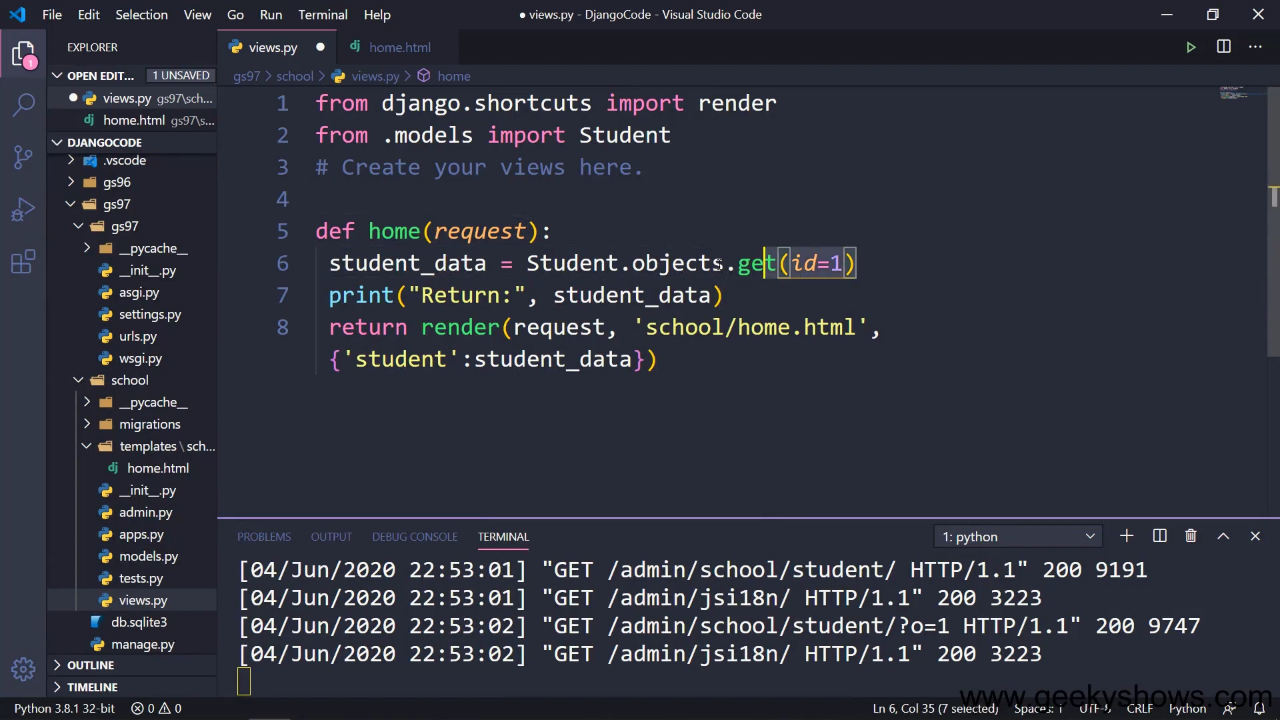 File Edit Selection View Go Run Terminal Help
● views.py - DjangoCode - Visual Studio Code
EXPLORER
views.py
home.html
OPEN EDIT...
1 UNSAVED
gs97 > school > views.py > home
views.py gs97\sc...
home.html gs97\s...
DJANGOCODE
.vscode
gs96
gs97
gs97
__pycache__
__init__.py
asgi.py
settings.py
urls.py
wsgi.py
school
__pycache__
migrations
templates \ sc...
home.html
__init__.py
admin.py
apps.py
models.py
tests.py
views.py
db.sqlite3
manage.py
OUTLINE
TIMELINE
1 from django.shortcuts import render
2 from .models import Student
3 # Create your views here.
4
5 def home(request):
6 student_data = Student.objects.get(id=1)
7 print("Return:", student_data)
8 return render(request, 'school/home.html',
{'student':student_data})
PROBLEMS OUTPUT DEBUG CONSOLE TERMINAL
1: python
[04/Jun/2020 22:53:01] "GET /admin/school/student/ HTTP/1.1" 200 9191
[04/Jun/2020 22:53:01] "GET /admin/jsi18n/ HTTP/1.1" 200 3223
[04/Jun/2020 22:53:02] "GET /admin/school/student/?o=1 HTTP/1.1" 200 9747
[04/Jun/2020 22:53:02] "GET /admin/jsi18n/ HTTP/1.1" 200 3223
www.geekyshows.com
Python 3.8.1 32-bit 0 0
Ln 6, Col 35 (7 selected) Spaces: 1 UTF-8 CRLF Python